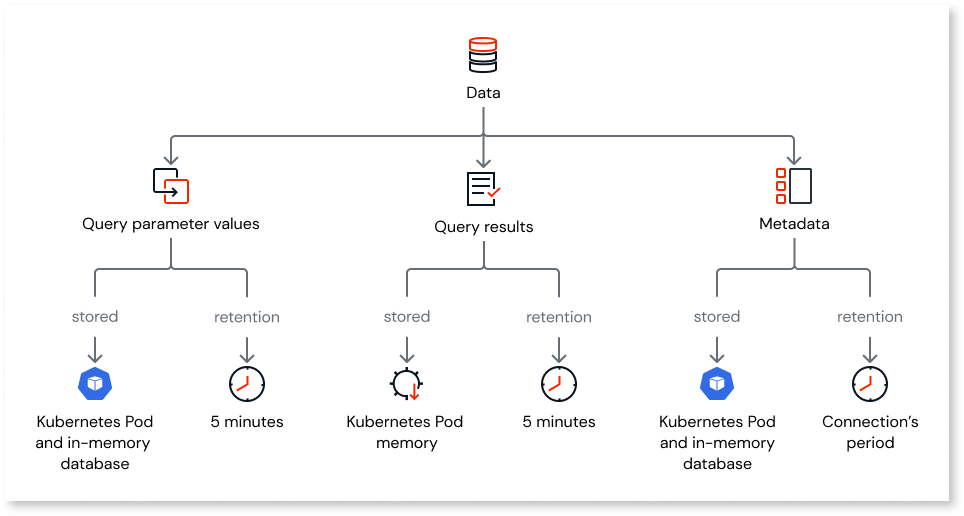 Data
Query parameter values
Query results
Metadata
stored
retention
stored
retention
stored
retention
Kubernetes Pod
and in-memory
database
5 minutes
Kubernetes Pod
memory
5 minutes
Kubernetes Pod
and in-memory
database
Connection's
period